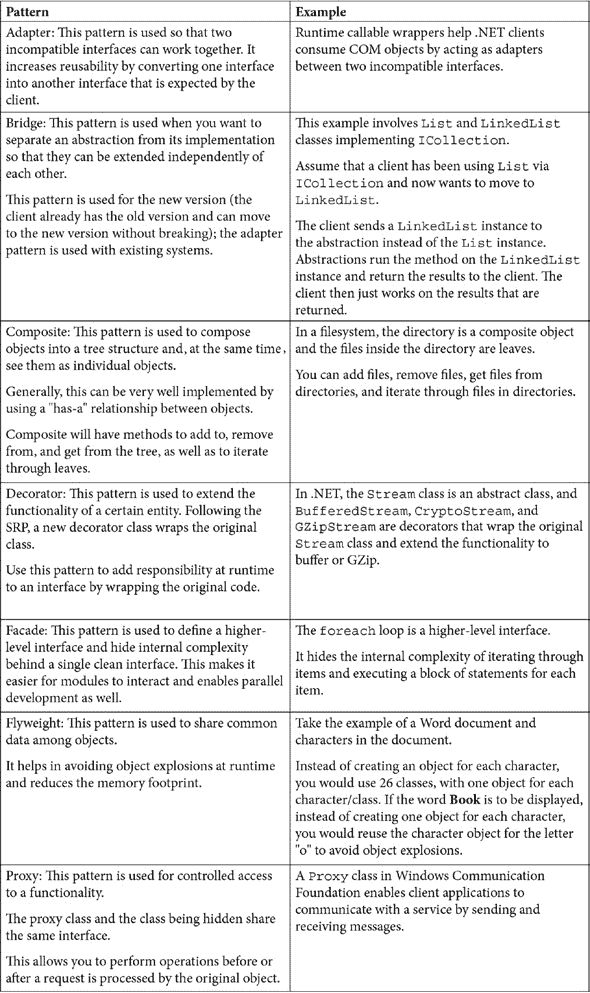 Pattern
Example
Adapter: This pattern is used so that two
incompatible interfaces can work together. It
increases reusability by converting one interface
into another interface that is expected by the
client.
Runtime callable wrappers help .NET clients
consume COM objects by acting as adapters
between two incompatible interfaces.
Bridge: This pattern is used when you want to
separate an abstraction from its implementation
so that they can be extended independently of
each other.
This pattern is used for the new version (the
client already has the old version and can move
to the new version without breaking); the adapter
pattern is used with existing systems.
This example involves List and LinkedList
classes implementing ICollection.
Assume that a client has been using List via
ICollection and now wants to move to
LinkedList.
The client sends a LinkedList instance to
the abstraction instead of the List instance.
Abstractions run the method on the LinkedList
instance and return the results to the client. The
client then just works on the results that are
returned.
Composite: This pattern is used to compose
objects into a tree structure and, at the same time,
see them as individual objects.
Generally, this can be very well implemented by
using a "has-a" relationship between objects.
Composite will have methods to add to, remove
from, and get from the tree, as well as to iterate
through leaves.
In a filesystem, the directory is a composite object
and the files inside the directory are leaves.
You can add files, remove files, get files from
directories, and iterate through files in directories.
Decorator: This pattern is used to extend the
functionality of a certain entity. Following the
SRP, a new decorator class wraps the original
class.
Use this pattern to add responsibility at runtime
to an interface by wrapping the original code.
In .NET, the Stream class is an abstract class, and
BufferedStream, CryptoStream, and
GZipStream are decorators that wrap the original
Stream class and extend the functionality to
buffer or GZip.
Facade: This pattern is used to define a higher-
level interface and hide internal complexity
behind a single clean interface. This makes it
easier for modules to interact and enables parallel
development as well.
The foreach loop is a higher-level interface.
It hides the internal complexity of iterating through
items and executing a block of statements for each
item.
Flyweight: This pattern is used to share common
data among objects.
It helps in avoiding object explosions at runtime
and reduces the memory footprint.
Take the example of a Word document and
characters in the document.
Instead of creating an object for each character,
you would use 26 classes, with one object for each
character/class. If the word Book is to be displayed,
instead of creating one object for each character,
you would reuse the character object for the letter
"o" to avoid object explosions.
Proxy: This pattern is used for controlled access
to a functionality.
The proxy class and the class being hidden share
the same interface.
This allows you to perform operations before or
after a request is processed by the original object.
A Proxy class in Windows Communication
Foundation enables client applications to
communicate with a service by sending and
receiving messages.